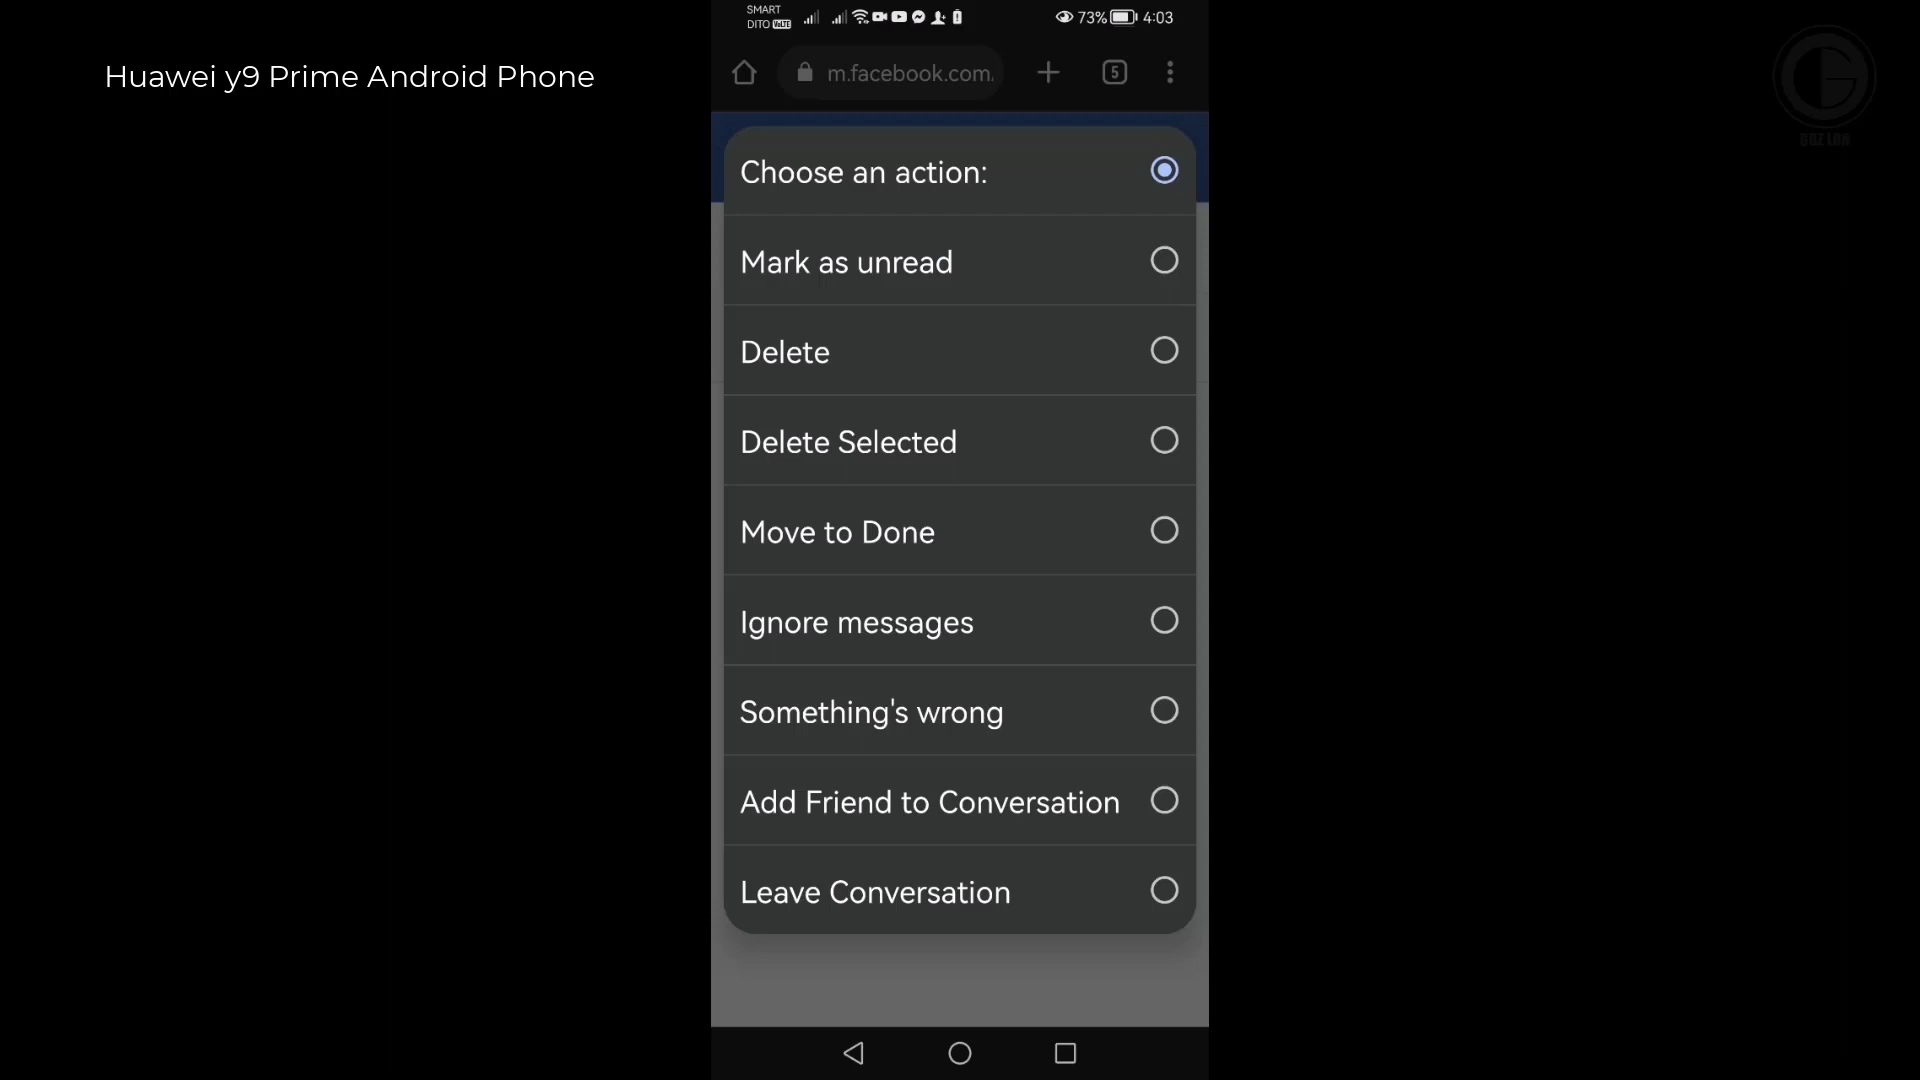 SMART
DITO VoLTE
73% 4:03
Huawei y9 Prime Android Phone
m.facebook.com.
5
Choose an action:
Mark as unread
Delete
Delete Selected
Move to Done
Ignore messages
Something's wrong
Add Friend to Conversation
Leave Conversation